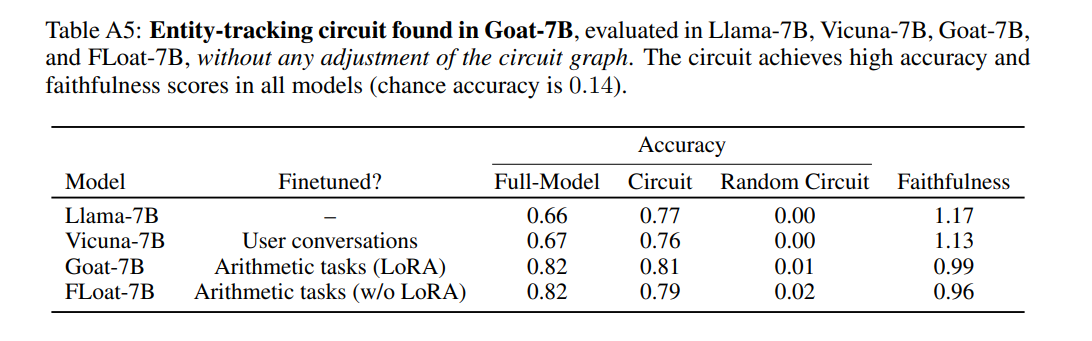 Table A5: Entity-tracking circuit found in Goat-7B, evaluated in Llama-7B, Vicuna-7B, Goat-7B,
and FLoat-7B, without any adjustment of the circuit graph. The circuit achieves high accuracy and
faithfulness scores in all models (chance accuracy is 0.14).
Accuracy
Model Finetuned? Full-Model Circuit Random Circuit Faithfulness
Llama-7B – 0.66 0.77 0.00 1.17
Vicuna-7B User conversations 0.67 0.76 0.00 1.13
Goat-7B Arithmetic tasks (LoRA) 0.82 0.81 0.01 0.99
FLoat-7B Arithmetic tasks (w/o LoRA) 0.82 0.79 0.02 0.96